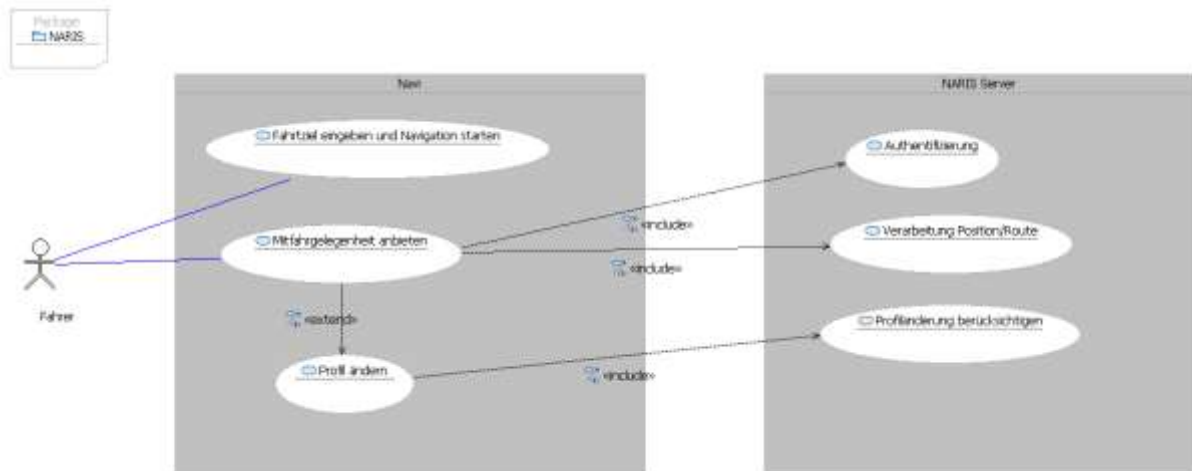 Package
NARIS
Navi
NARIS Server
Fahrtziel eingeben und Navigation starten
Authentifizierung
Mitfahrgelegenheit anbieten
«include»
Verarbeitung Position/Route
«include»
Fahrer
«extend»
Profiländerung berücksichtigen
Profil ändern
«include»